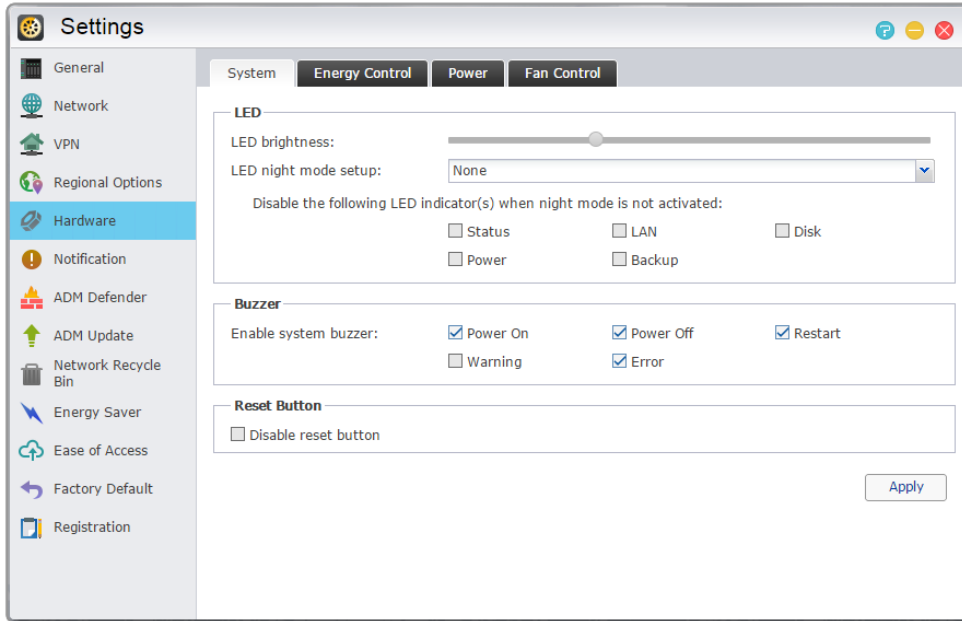 Settings
General
Network
VPN
Regional Options
Hardware
Notification
ADM Defender
ADM Update
Network Recycle
Bin
Energy Saver
Ease of Access
Factory Default
Registration
System Energy Control Power Fan Control
LED
LED brightness:
LED night mode setup: None
Disable the following LED indicator(s) when night mode is not activated:
Status LAN Disk
Power Backup
Buzzer
Enable system buzzer: Power On Power Off Restart
Warning Error
Reset Button
Disable reset button
Apply